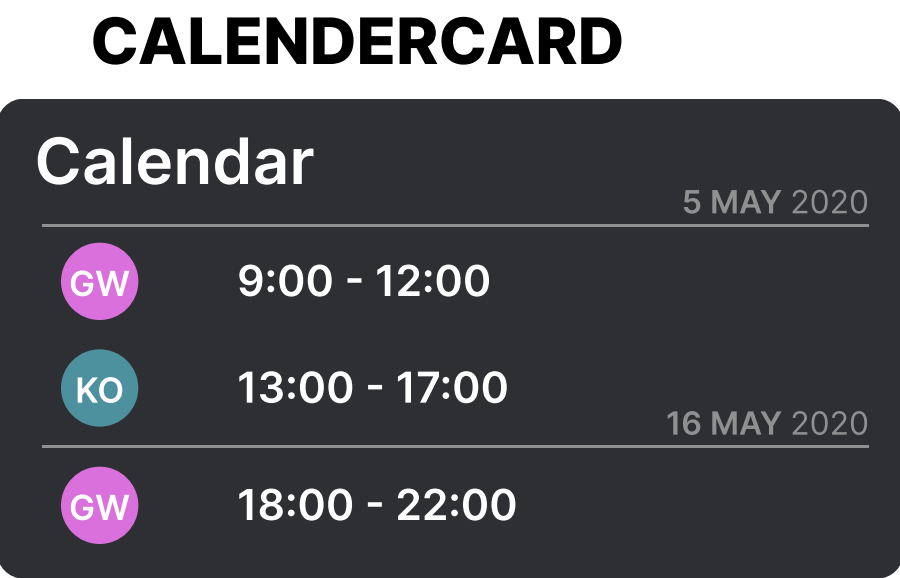 CALENDERCARD
Calendar
5 MAY 2020
GW 9:00 - 12:00
KO 13:00 - 17:00
16 MAY 2020
GW 18:00 - 22:00